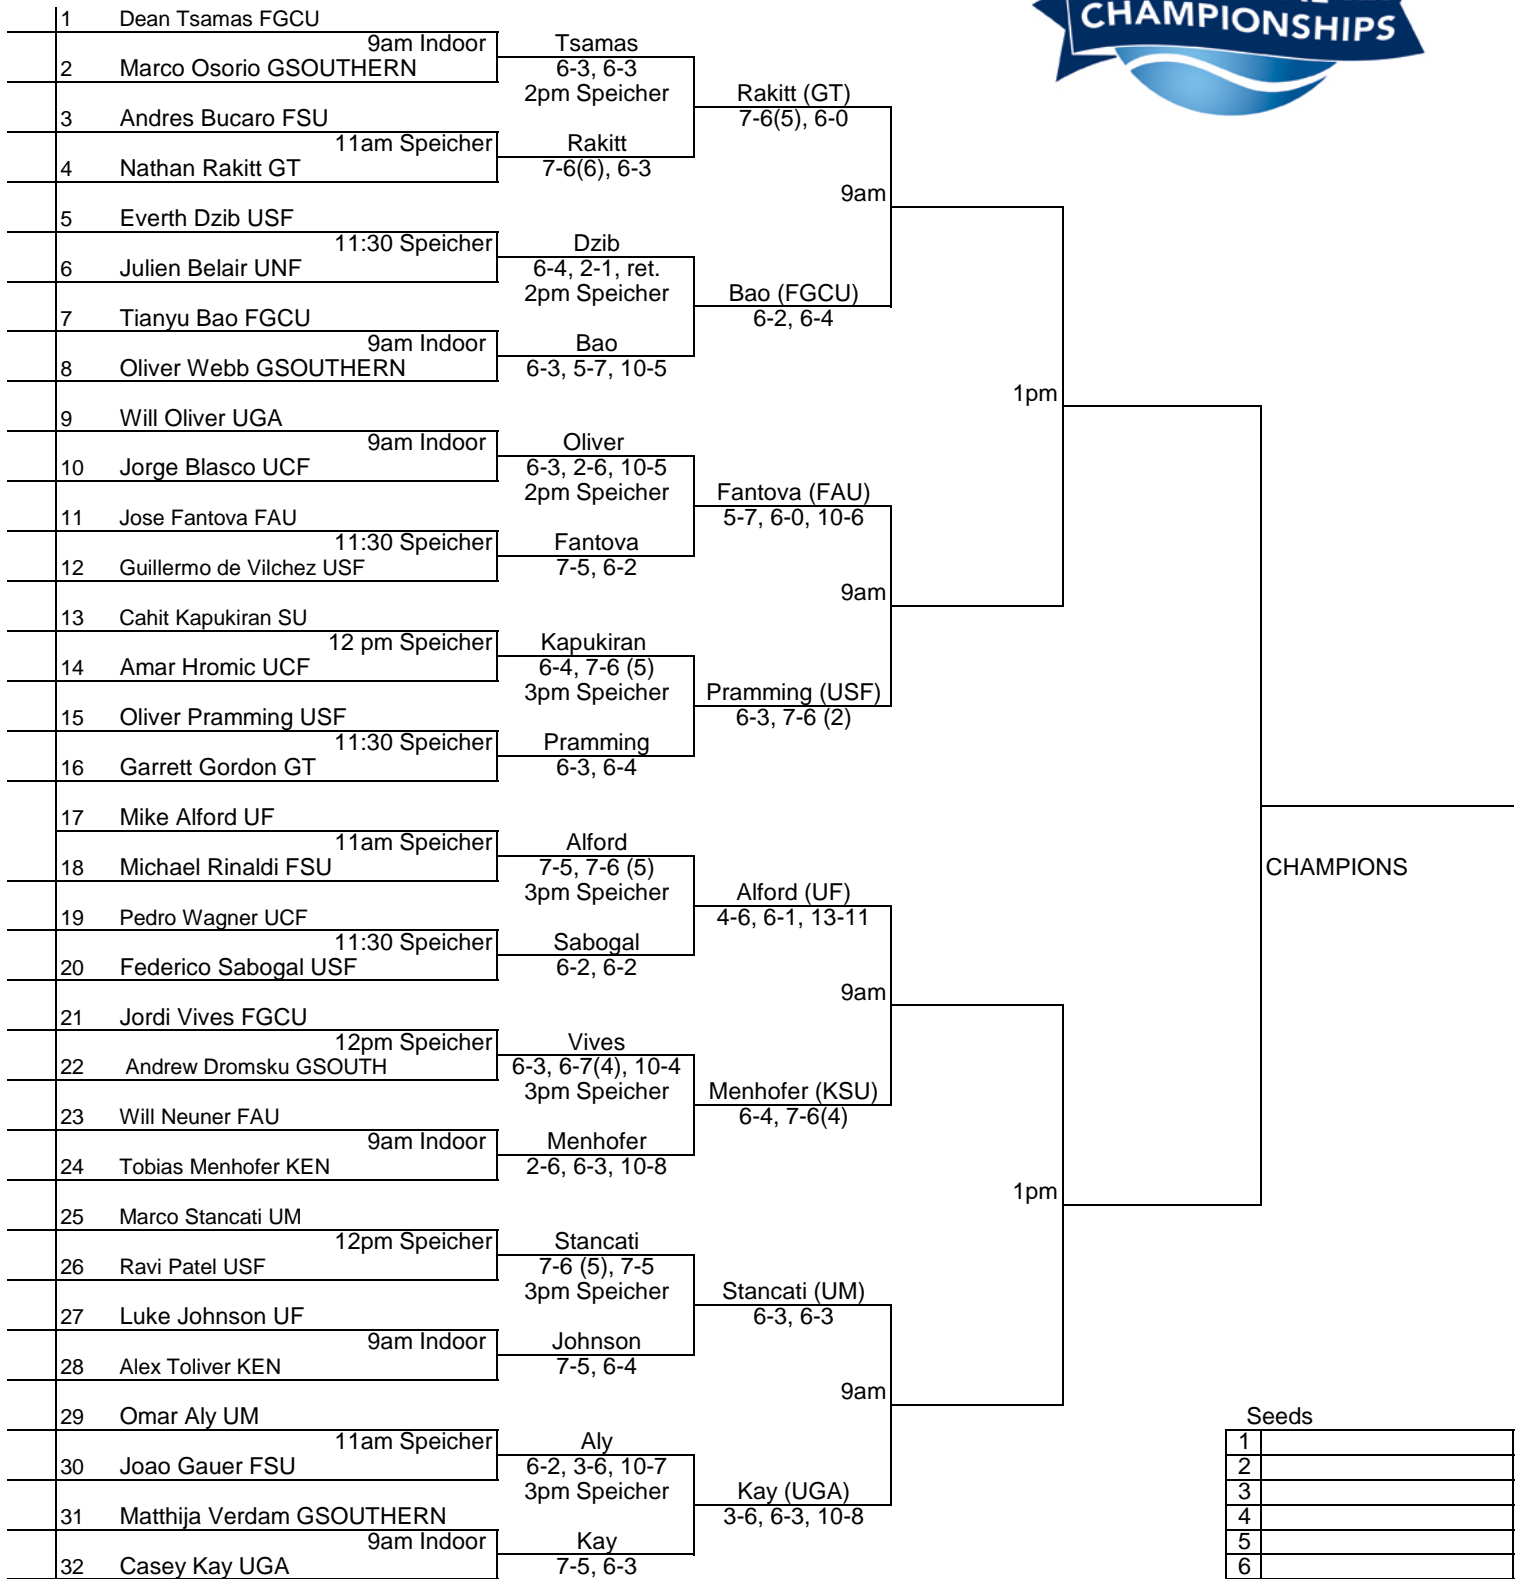 CHAMPIONSHIPS
1 Dean Tsamas FGCU
9am Indoor Tsamas
2 Marco Osorio GSOUTHERN 6-3, 6-3
2pm Speicher Rakitt (GT)
3 Andres Bucaro FSU 7-6(5), 6-0
11am Speicher Rakitt
4 Nathan Rakitt GT 7-6(6), 6-3
9am
5 Everth Dzib USF
11:30 Speicher Dzib
6 Julien Belair UNF 6-4, 2-1, ret.
2pm Speicher Bao (FGCU)
7 Tianyu Bao FGCU 6-2, 6-4
9am Indoor Bao
8 Oliver Webb GSOUTHERN 6-3, 5-7, 10-5
1pm
9 Will Oliver UGA
9am Indoor Oliver
10 Jorge Blasco UCF 6-3, 2-6, 10-5
2pm Speicher Fantova (FAU)
11 Jose Fantova FAU 5-7, 6-0, 10-6
11:30 Speicher Fantova
12 Guillermo de Vilchez USF 7-5, 6-2
9am
13 Cahit Kapukiran SU
12 pm Speicher Kapukiran
14 Amar Hromic UCF 6-4, 7-6 (5)
3pm Speicher Pramming (USF)
15 Oliver Pramming USF 6-3, 7-6 (2)
11:30 Speicher Pramming
16 Garrett Gordon GT 6-3, 6-4
17 Mike Alford UF
11am Speicher Alford
18 Michael Rinaldi FSU 7-5, 7-6 (5) CHAMPIONS
3pm Speicher Alford (UF)
19 Pedro Wagner UCF 4-6, 6-1, 13-11
11:30 Speicher Sabogal
20 Federico Sabogal USF 6-2, 6-2
9am
21 Jordi Vives FGCU
12pm Speicher Vives
22 Andrew Dromsku GSOUTH 6-3, 6-7(4), 10-4
3pm Speicher Menhofer (KSU)
23 Will Neuner FAU 6-4, 7-6(4)
9am Indoor Menhofer
24 Tobias Menhofer KEN 2-6, 6-3, 10-8
1pm
25 Marco Stancati UM
12pm Speicher Stancati
26 Ravi Patel USF 7-6 (5), 7-5
3pm Speicher Stancati (UM)
27 Luke Johnson UF 6-3, 6-3
9am Indoor Johnson
28 Alex Toliver KEN 7-5, 6-4
9am
29 Omar Aly UM Seeds
11am Speicher Aly 1
30 Joao Gauer FSU 6-2, 3-6, 10-7 2
3pm Speicher Kay (UGA) 3
31 Matthija Verdam GSOUTHERN 3-6, 6-3, 10-8 4
9am Indoor Kay 5
32 Casey Kay UGA 7-5, 6-3 6